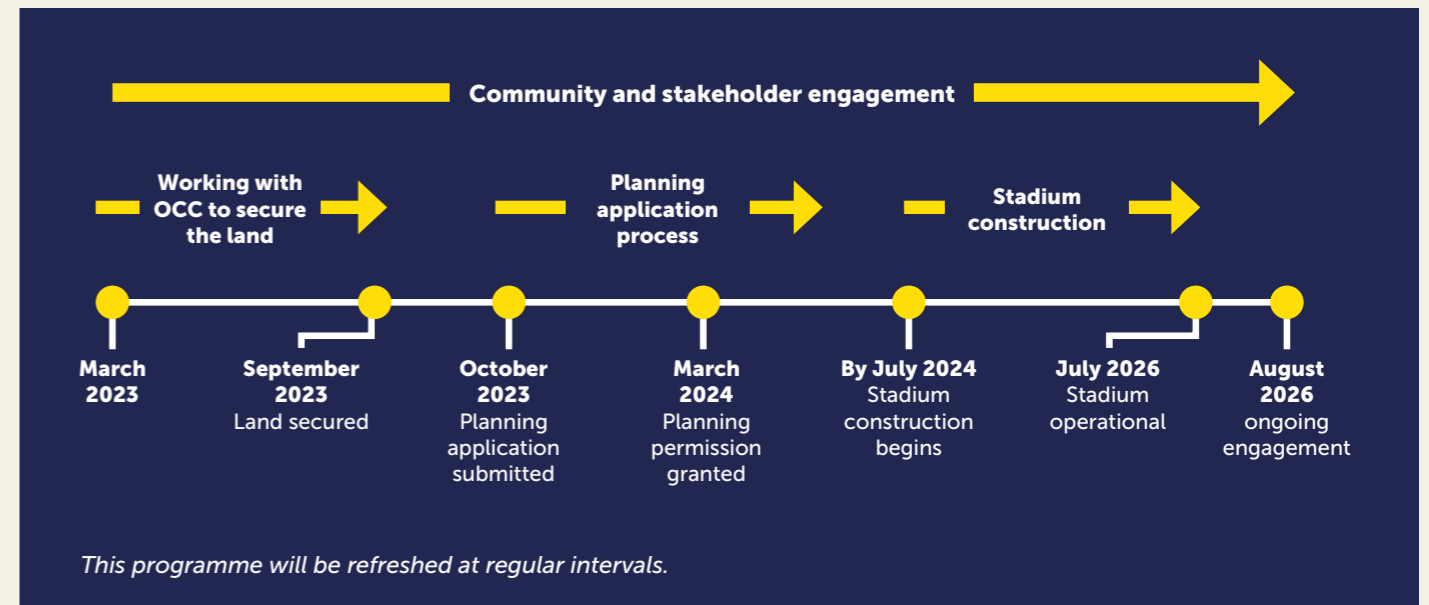 Community and stakeholder engagement
Working with
OCC to secure
the land
Planning
application
process
Stadium
construction
March
2023
September
2023
Land secured
October
2023
Planning
application
submitted
March
2024
Planning
permission
granted
By July 2024
Stadium
construction
begins
July 2026
Stadium
operational
August
2026
ongoing
engagement
This programme will be refreshed at regular intervals.